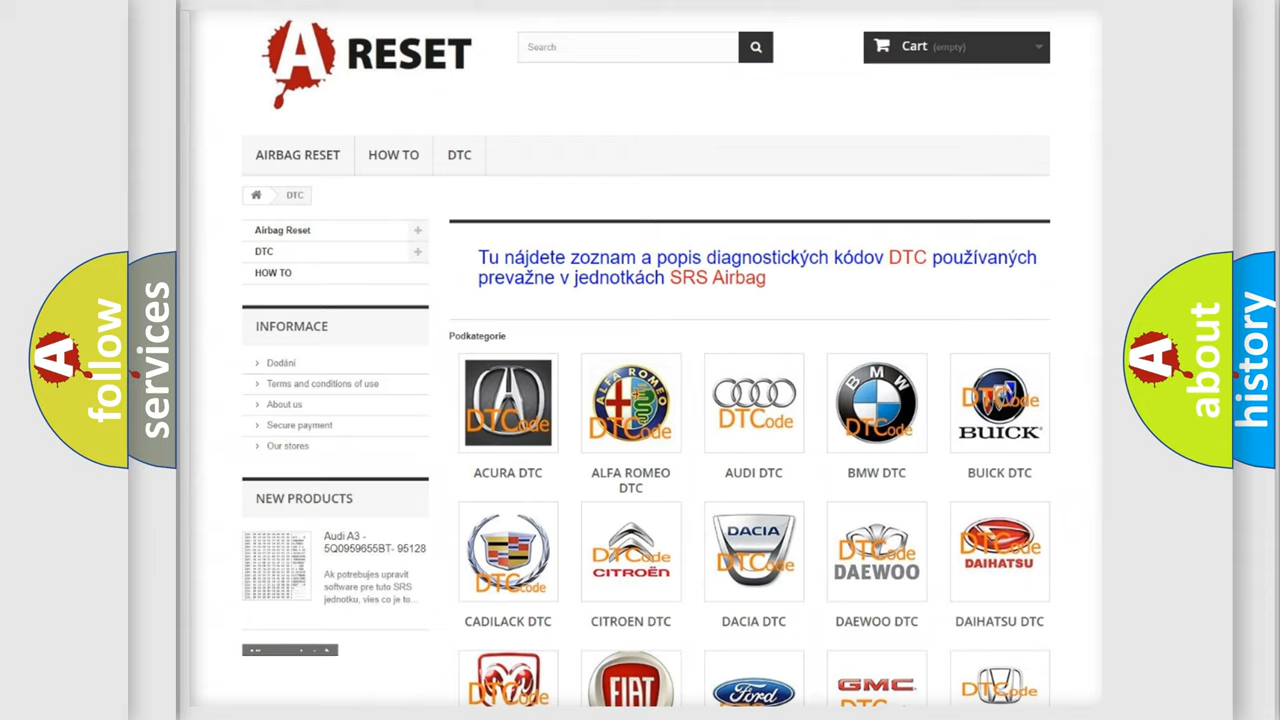 A RESET
Search
Cart (empty)
AIRBAG RESET
HOW TO
DTC
DTC
Airbag Reset
DTC
HOW TO
Tu nájdete zoznam a popis diagnostických kódov DTC používaných
prevažne v jednotkách SRS Airbag
INFORMACE
Dodání
Terms and conditions of use
About us
Secure payment
Our stores
NEW PRODUCTS
Audi A3 -
5Q0959655BT- 95128
Ak potrebujes upravit
software pre tuto SRS
jednotku, vies co je to...
Podkategorie
DTCode
ALFA ROMEO
DTCode
DTCode
BMW
DTCode
DTCode
BUICK
ACURA DTC
ALFA ROMEO
DTC
AUDI DTC
BMW DTC
BUICK DTC
DTCode
DTCode
CITROËN
DACIA
DTCode
DTCode
DAEWOO
DTCode
DAIHATSU
CADILACK DTC
CITROEN DTC
DACIA DTC
DAEWOO DTC
DAIHATSU DTC
DTCode
FIAT
Ford
GMC
DTCode
A follow
services
A about
history